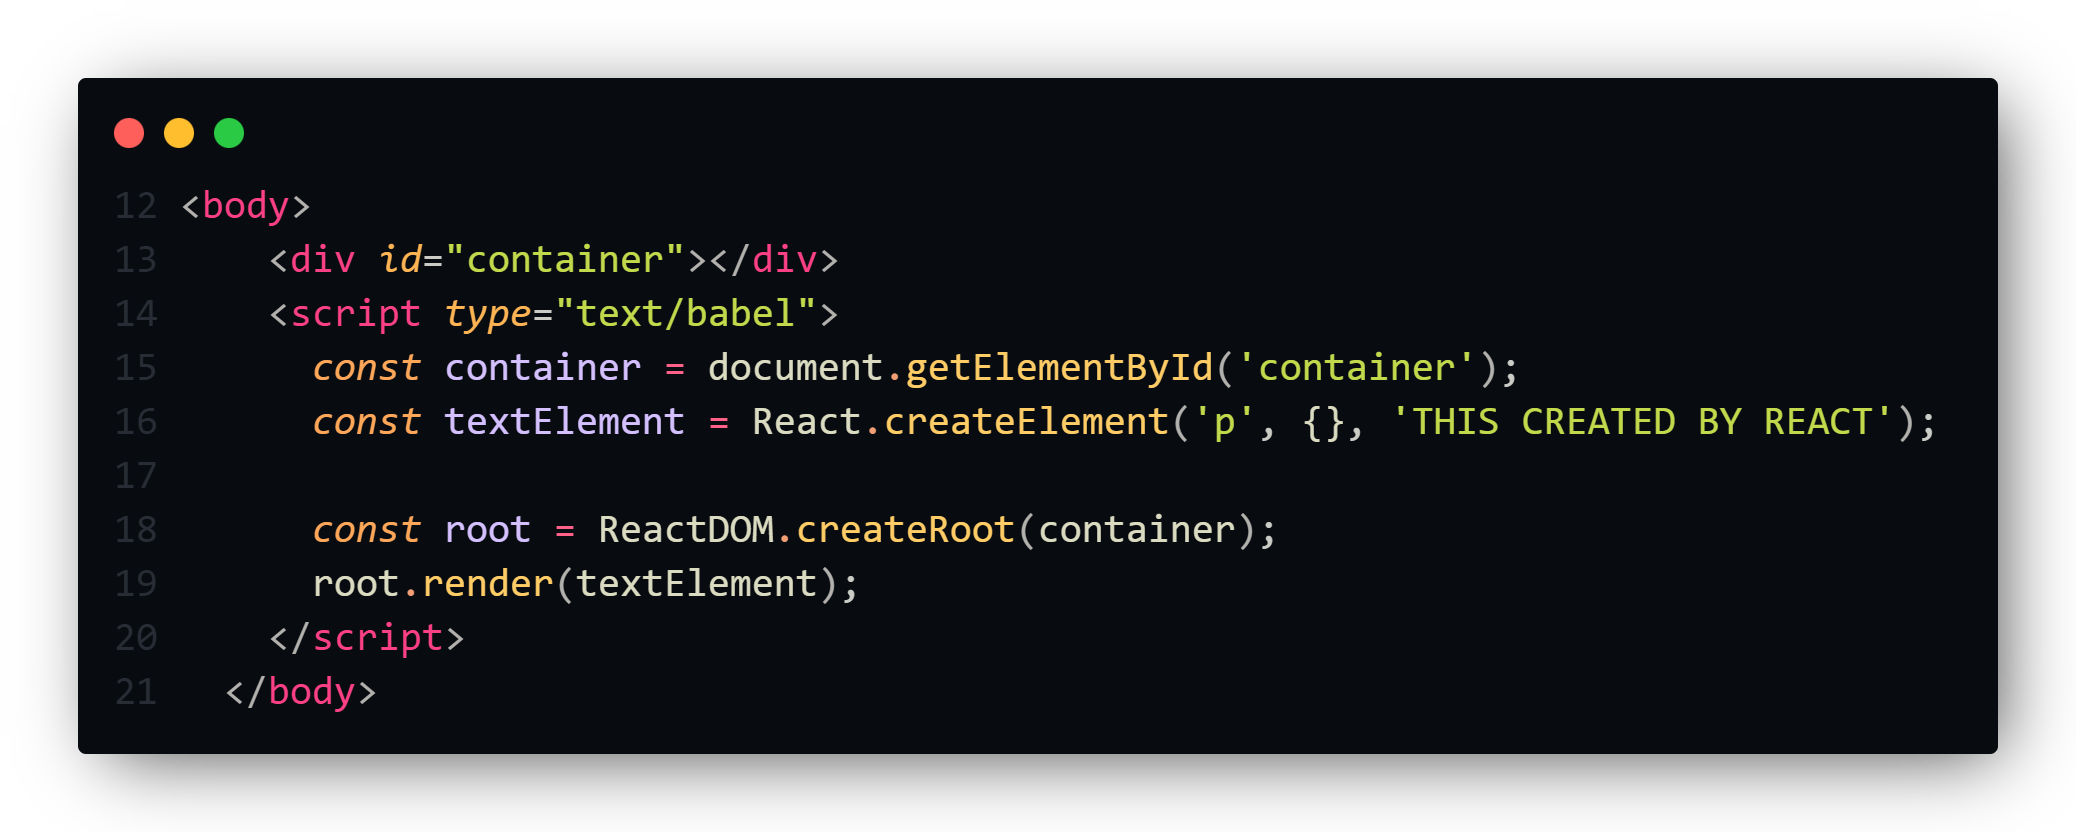 12 <body>
13     <div id="container"></div>
14     <script type="text/babel">
15       const container = document.getElementById('container');
16       const textElement = React.createElement('p', {}, 'THIS CREATED BY REACT');
17
18       const root = ReactDOM.createRoot(container);
19       root.render(textElement);
20     </script>
21   </body>